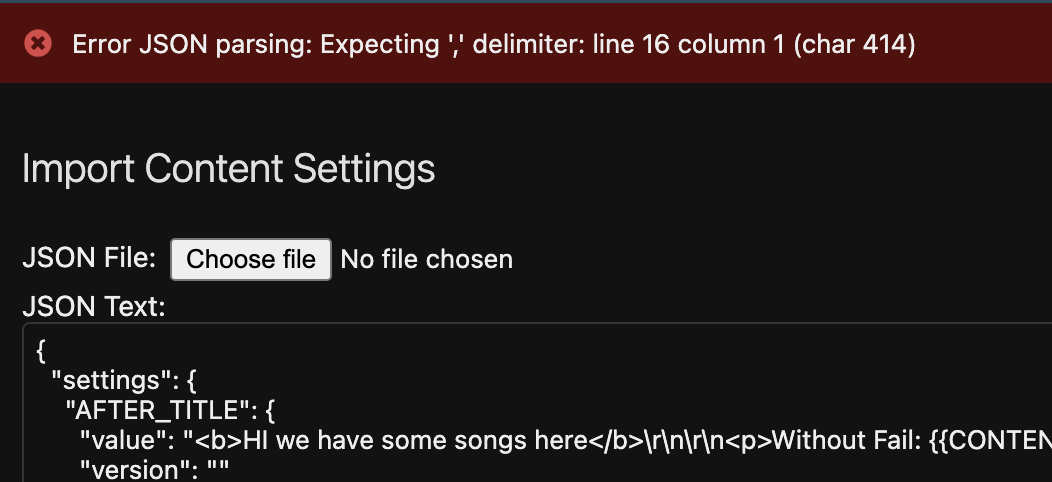 Error JSON parsing: Expecting ',' delimiter: line 16 column 1 (char 414)
Import Content Settings
JSON File: Choose file No file chosen
JSON Text:
{
"settings": {
"AFTER_TITLE": {
"value": "<b>HI we have some songs here</b>\r\n\r\n<p>Without Fail: {{CONTEN
"version": ""